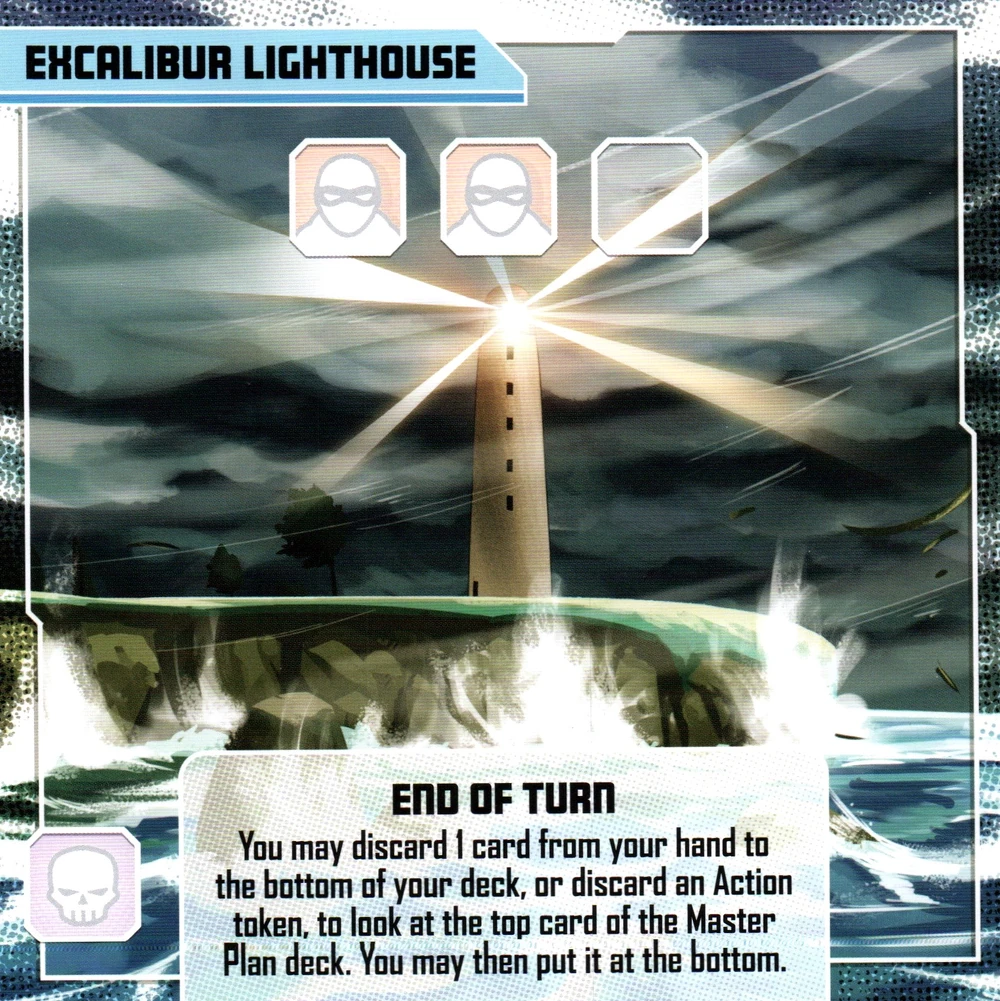 EXCALIBUR LIGHTHOUSE
END OF TURN
You may discard 1 card from your hand to
the bottom of your deck, or discard an Action
token, to look at the top card of the Master
Plan deck. You may then put it at the bottom.